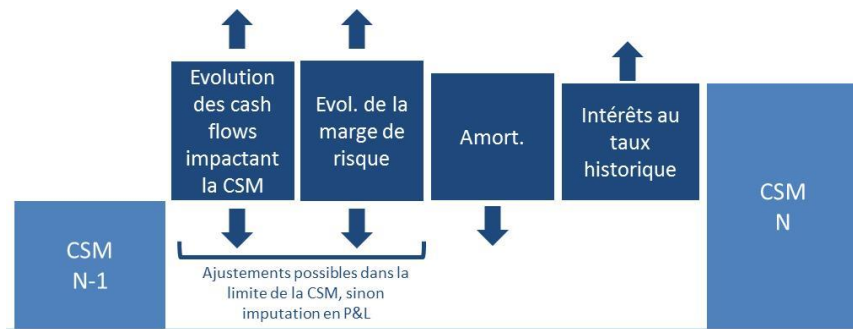 Evolution
des cash
flows
impactant
la CSM
Evol. de la
marge de
risque
Amort.
Intérêts au
taux
historique
CSM
N
CSM
N-1
Ajustements possibles dans la
limite de la CSM, sinon
imputation en P&L